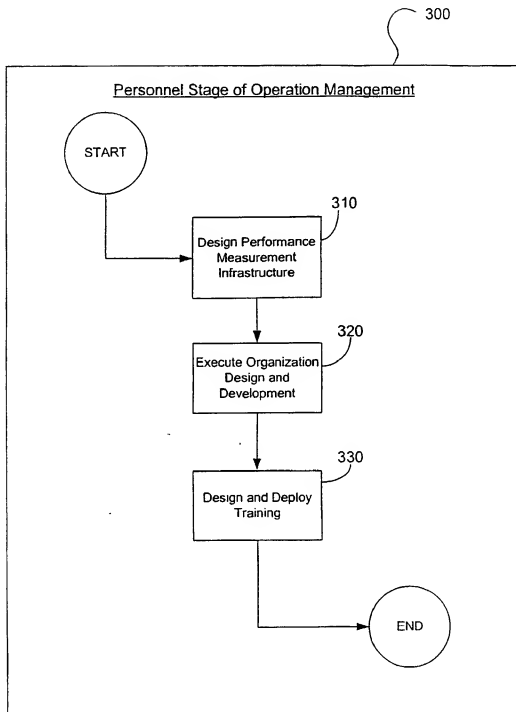 300
Personnel Stage of Operation Management
START
310
Design Performance
Measurement
Infrastructure
320
Execute Organization
Design and
Development
330
Design and Deploy
Training
END